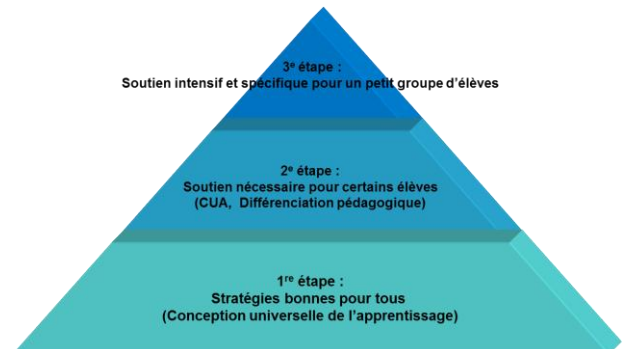 3e étape :
Soutien intensif et spécifique pour un petit groupe d'élèves
2e étape :
Soutien nécessaire pour certains élèves
(CUA, Différenciation pédagogique)
1re étape :
Stratégies bonnes pour tous
(Conception universelle de l'apprentissage)